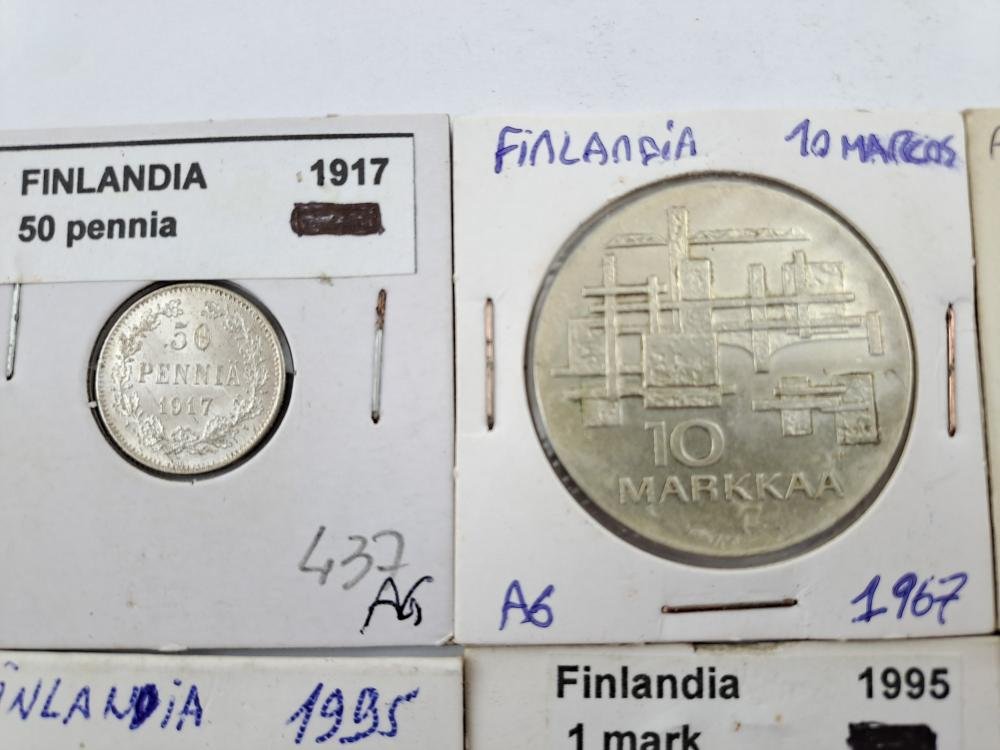 FINLANDIA 1917
50 pennia
50
PENNIA
1917
437
AG
FiNLANDiA 10 MARCOS
10
MARKKAA
AG 1967
iNLANDiA 1995
Finlandia 1995
1 mark